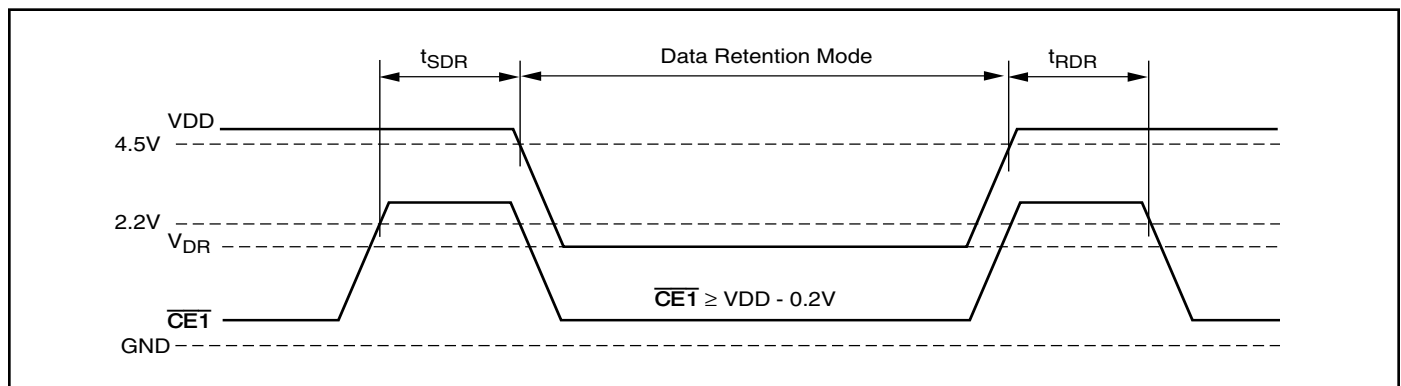 tSDR Data Retention Mode tRDR
VDD
4.5V
2.2V
VDR
CE1 ≥ VDD - 0.2V
CE1
GND